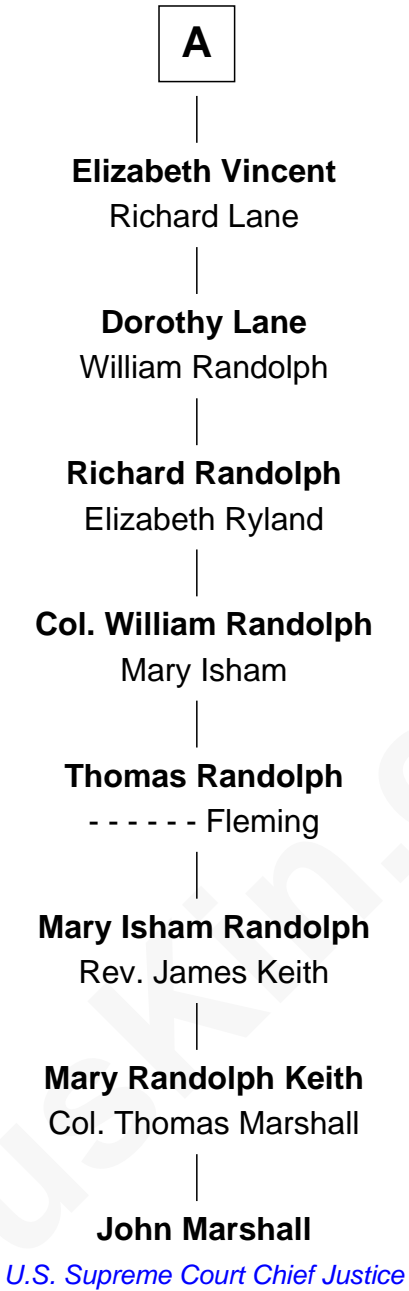 A
Elizabeth Vincent
Richard Lane
Dorothy Lane
William Randolph
Richard Randolph
Elizabeth Ryland
Col. William Randolph
Mary Isham
Thomas Randolph
- - - - - - Fleming
Mary Isham Randolph
Rev. James Keith
Mary Randolph Keith
Col. Thomas Marshall
John Marshall
U.S. Supreme Court Chief Justice